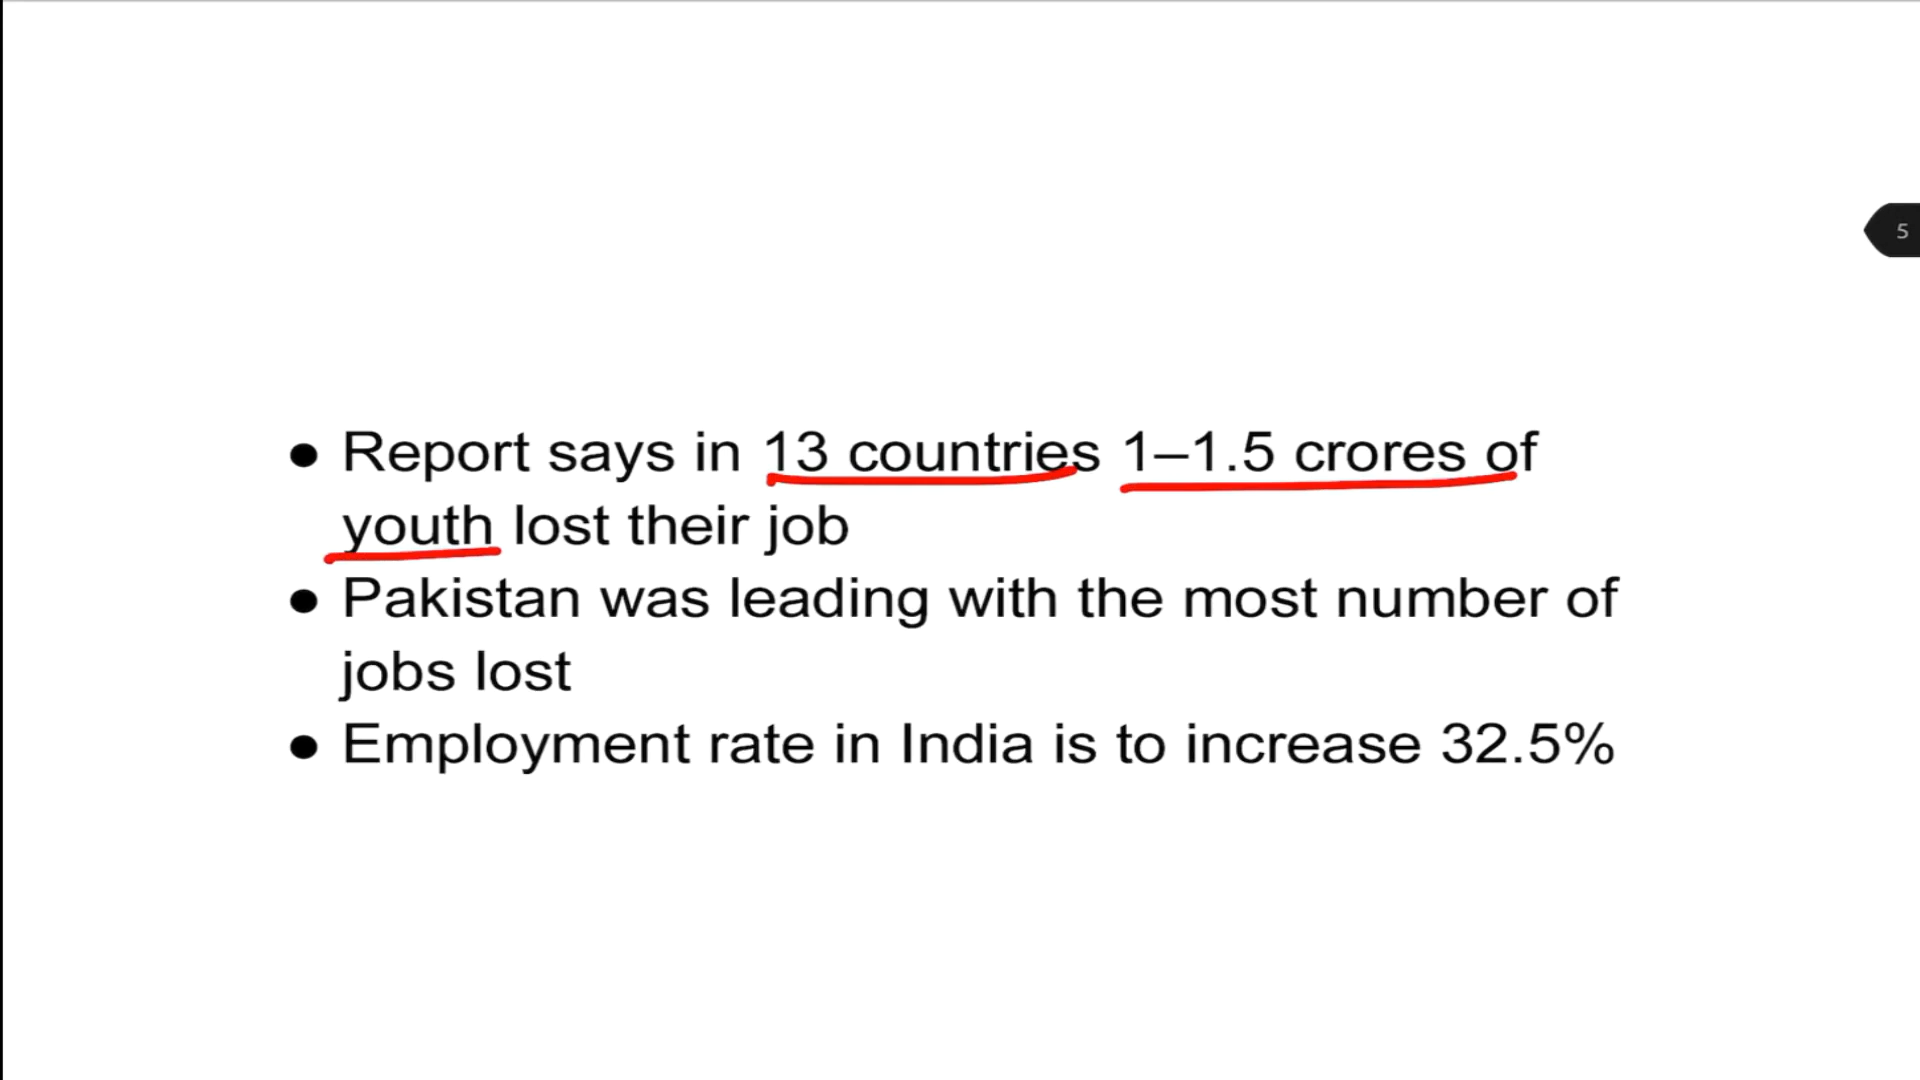 5
● Report says in 13 countries 1–1.5 crores of
youth lost their job
● Pakistan was leading with the most number of
jobs lost
● Employment rate in India is to increase 32.5%